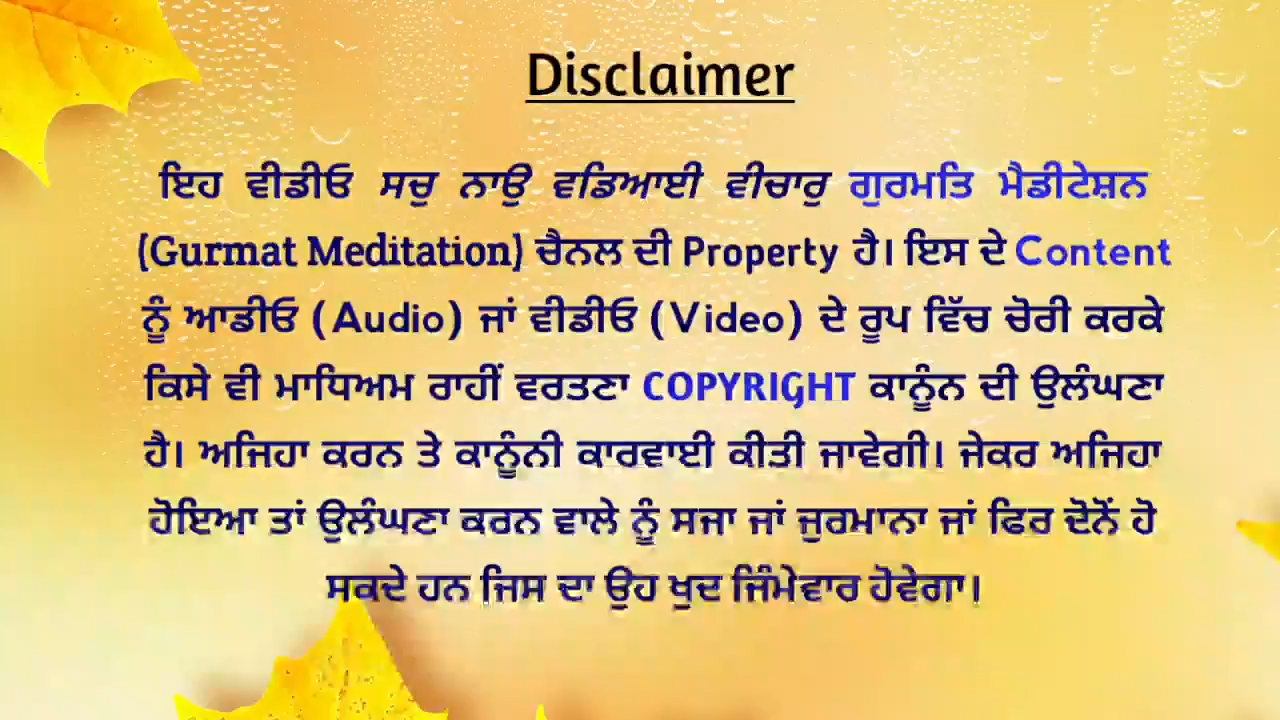 Disclaimer
ਇਹ ਵੀਡੀਓ ਸਚੁ ਨਾਉ ਵਡਿਆਈ ਵੀਚਾਰੁ ਗੁਰਮਤਿ ਮੈਡੀਟੇਸ਼ਨ
(Gurmat Meditation) ਚੈਨਲ ਦੀ Property ਹੈ। ਇਸ ਦੇ Content
ਨੂੰ ਆਡੀਓ (Audio) ਜਾਂ ਵੀਡੀਓ (Video) ਦੇ ਰੂਪ ਵਿੱਚ ਚੋਰੀ ਕਰਕੇ
ਕਿਸੇ ਵੀ ਮਾਧਿਅਮ ਰਾਹੀਂ ਵਰਤਣਾ COPYRIGHT ਕਾਨੂੰਨ ਦੀ ਉਲੰਘਣਾ
ਹੈ। ਅਜਿਹਾ ਕਰਨ ਤੇ ਕਾਨੂੰਨੀ ਕਾਰਵਾਈ ਕੀਤੀ ਜਾਵੇਗੀ। ਜੇਕਰ ਅਜਿਹਾ
ਹੋਇਆ ਤਾਂ ਉਲੰਘਣਾ ਕਰਨ ਵਾਲੇ ਨੂੰ ਸਜਾ ਜਾਂ ਜੁਰਮਾਨਾ ਜਾਂ ਫਿਰ ਦੋਨੋਂ ਹੋ
ਸਕਦੇ ਹਨ ਜਿਸ ਦਾ ਉਹ ਖੁਦ ਜਿੰਮੇਵਾਰ ਹੋਵੇਗਾ।